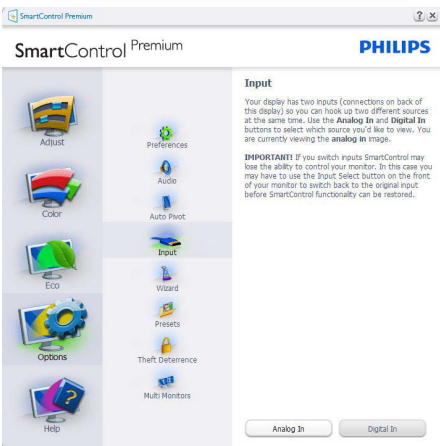 SmartControl Premium
SmartControl Premium
PHILIPS
Adjust
Color
Eco
Options
Help
Preferences
Audio
Auto Pivot
Input
Wizard
Presets
Theft Deterrence
Multi Monitors
Input
Your display has two inputs (connections on back of
this display) so you can hook up two different sources
at the same time. Use the Analog In and Digital In
buttons to select which source you'd like to view. You
are currently viewing the analog in image.
IMPORTANT! If you switch inputs SmartControl may
lose the ability to control your monitor. In this case you
may have to use the Input Select button on the front
of your monitor to switch back to the original input
before SmartControl functionality can be restored.
Analog In
Digital In